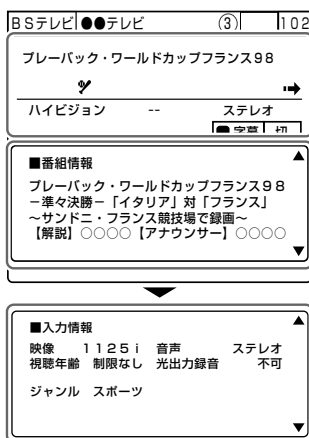 BSテレビ ●●テレビ ③ 102
プレーバック・ワールドカップフランス98
ハイビジョン -- ステレオ
字幕 切
■番組情報
プレーバック・ワールドカップフランス98
－準々決勝－「イタリア」対「フランス」
～サンドニ・フランス競技場で録画～
【解説】○○○○【アナウンサー】○○○○
■入力情報
映像 1125i 音声 ステレオ
視聴年齢 制限なし 光出力録音 不可
ジャンル スポーツ